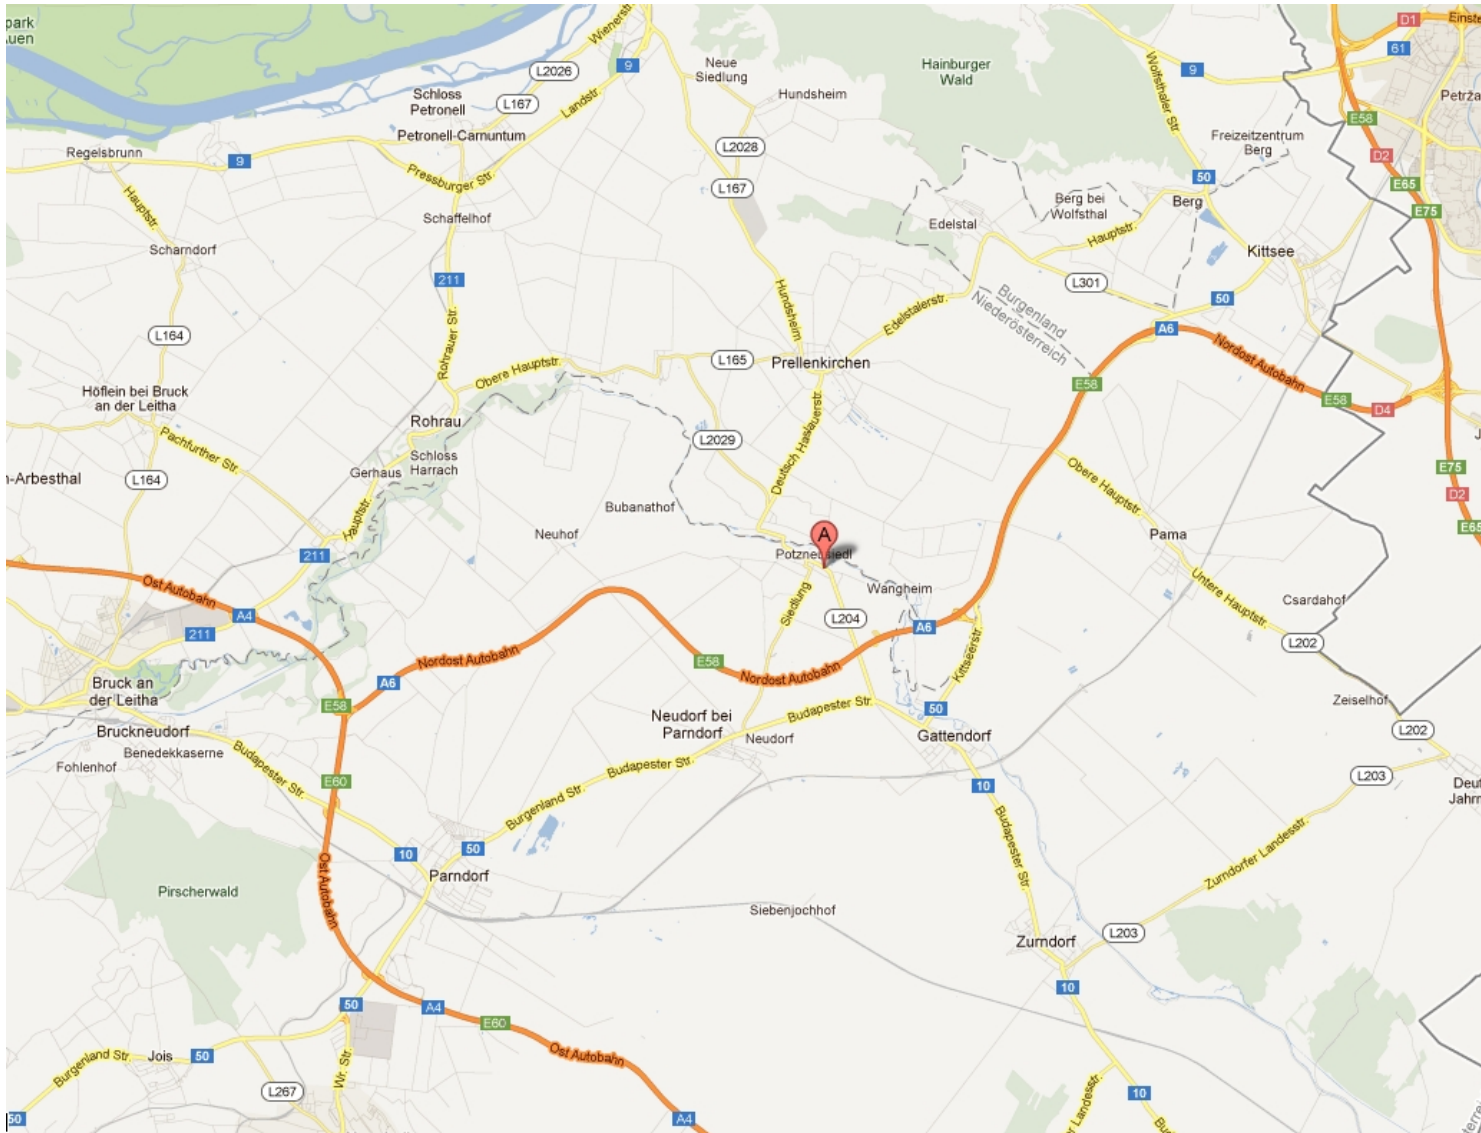 park
Auen
Wienerstr.
D1
Einste
61
9
L2026
9
Neue
Siedlung
Hainburger
Wald
Wolfsthaler Str.
Schloss
Petronell
L167
Landstr.
Hundsheim
Petrža
E58
Petronell-Carnuntum
Freizeitzentrum
Berg
L2028
D2
Regelsbrunn
9
Pressburger Str.
L167
50
E65
Hauptstr.
Berg bei
Wolfsthal
Berg
E75
Schaffelhof
Edelstal
Hauptstr.
Scharndorf
Kittsee
211
L301
Hundsheim
Burgenland
Niederösterreich
50
Edelstalerstr.
L164
Rohrauer Str.
A6
Nordost Autobahn
Obere Hauptstr.
L165
Prellenkirchen
E58
Höflein bei Bruck
an der Leitha
E58
D4
Rohrau
Deutsch Haslauerstr.
Pachfurther Str.
L2029
Schloss
Harrach
Gerhaus
n-Arbesthal
L164
Obere Hauptstr.
E75
D2
Hauptstr.
Bubanathof
Neuhof
Pama
E65
A
211
Potzneusiedl
Ost Autobahn
Wangheim
Untere Hauptstr.
Csardahof
Siedlung
A4
L204
211
A6
Kittseerstr.
L202
Nordost Autobahn
E58
Nordost Autobahn
A6
Bruck an
der Leitha
E58
Budapester Str.
50
Zeiselhof
Neudorf bei
Parndorf
Bruckneudorf
Neudorf
Gattendorf
L202
Benedekkaserne
Budapester Str.
Fohlenhof
Budapester Str.
E60
10
L203
Deut
Jahrn
Burgenland Str.
Budapester Str.
50
10
Zurndorfer Landesstr.
Parndorf
Ost Autobahn
Pirscherwald
Siebenjochhof
Zurndorf
L203
10
50
A4
E60
Ost Autobahn
Burgenland Str.
Jois
50
Wr. Str.
L267
10
er Landesstr.
50
A4
Bu